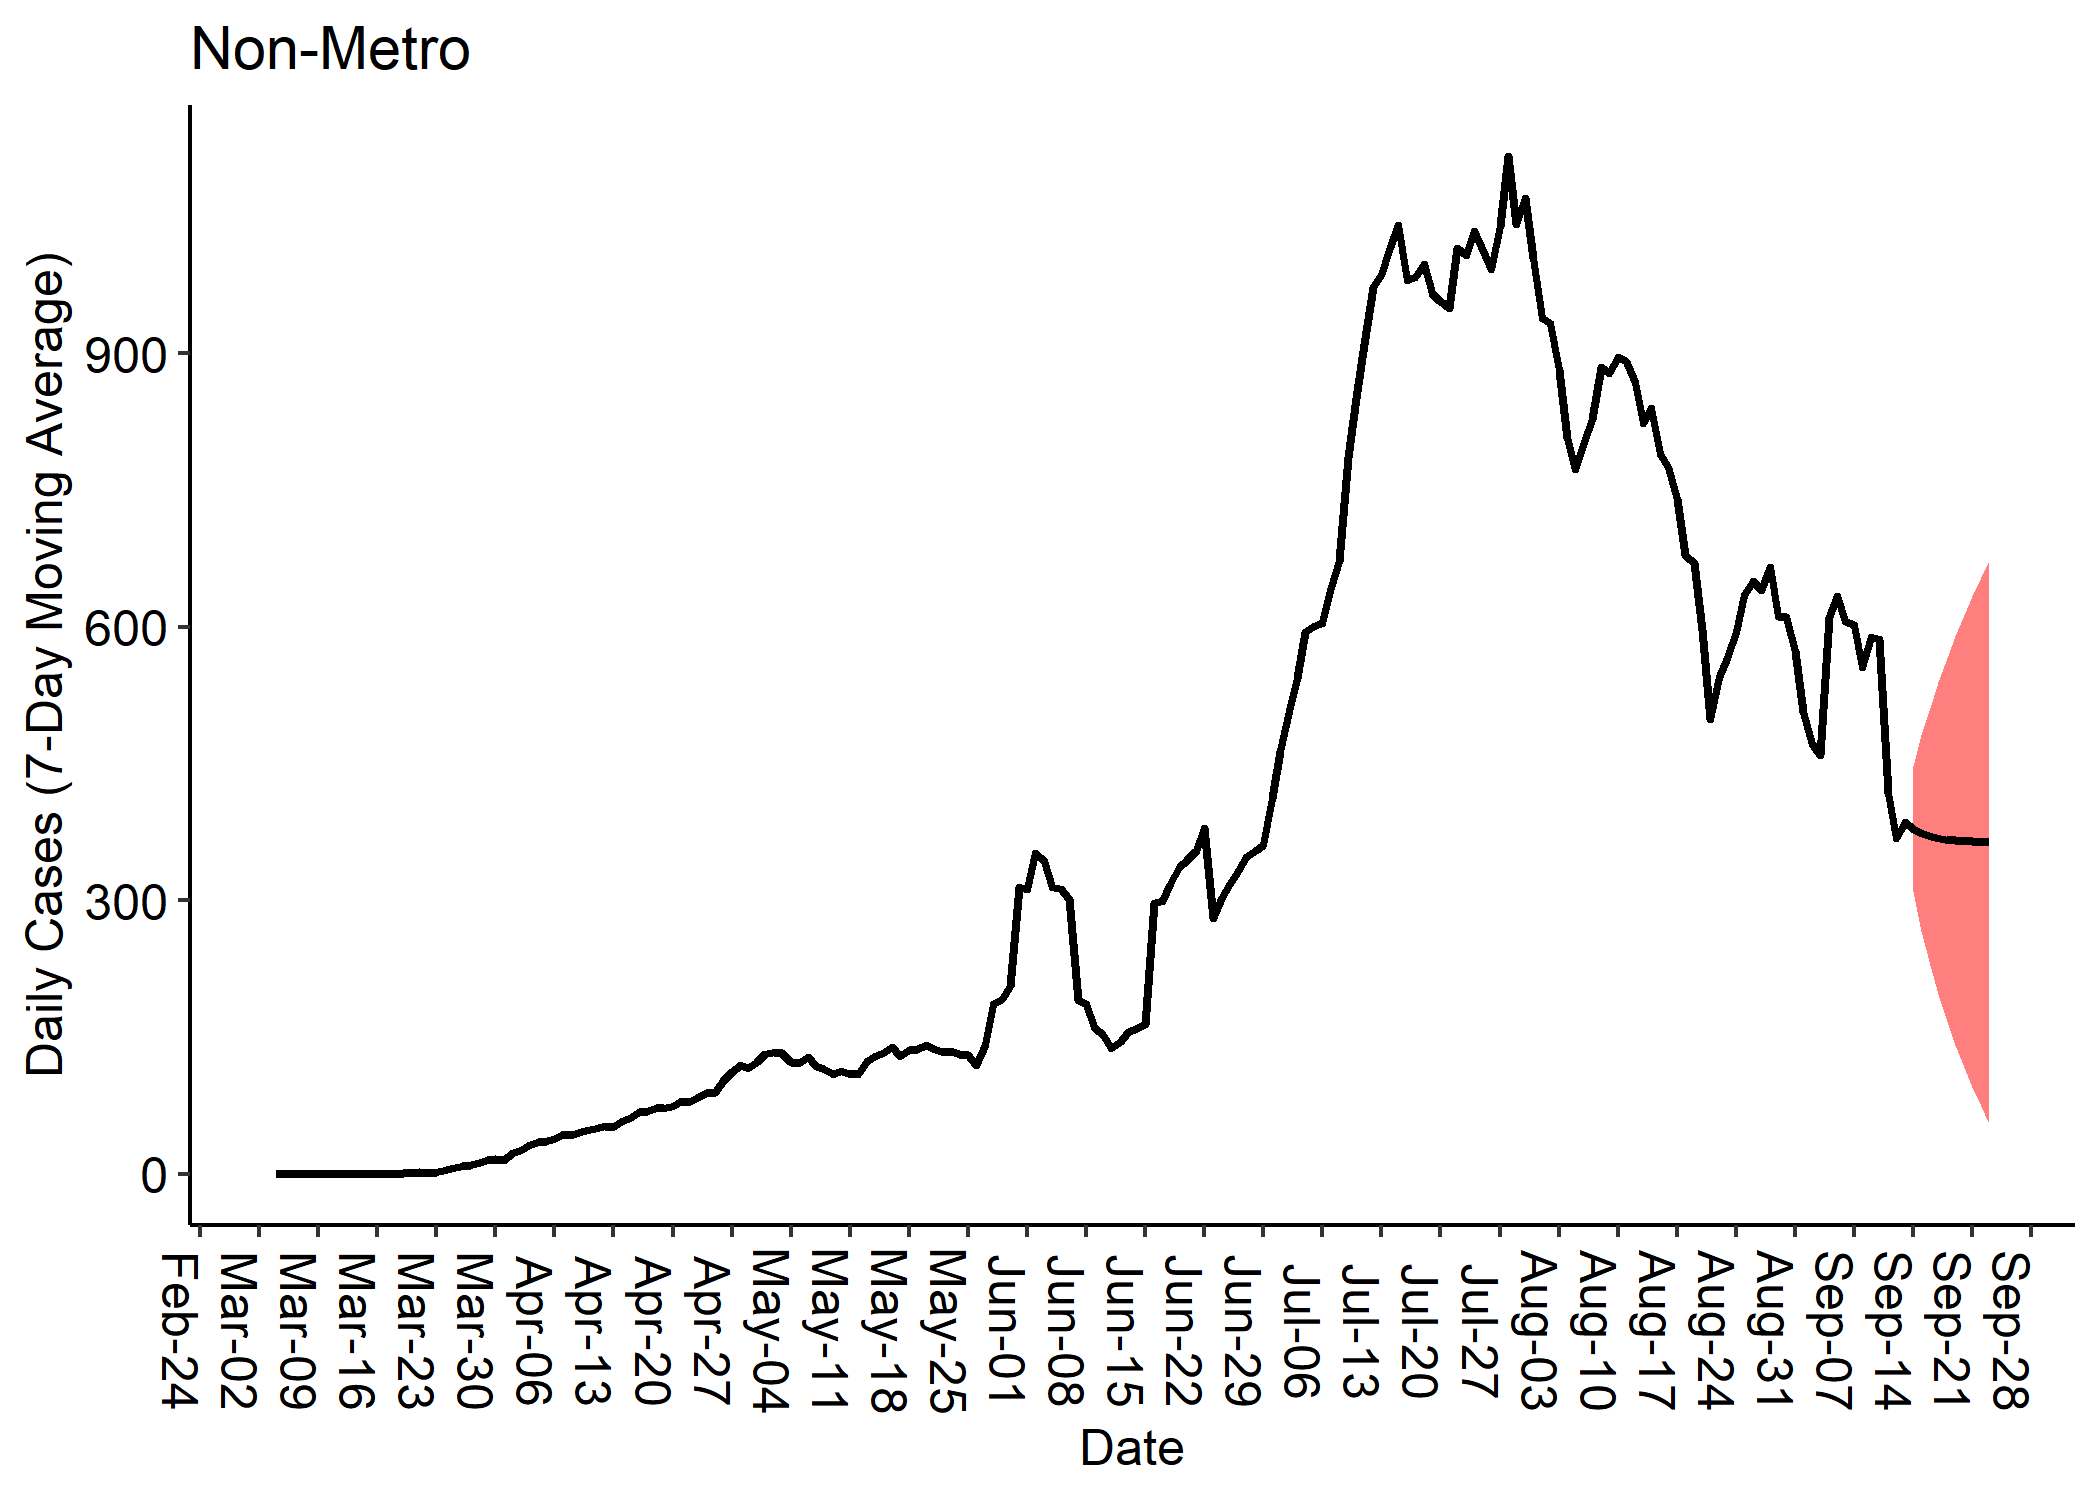 Non-Metro
Daily Cases (7-Day Moving Average)
900
600
300
0
Feb-24
Mar-02
Mar-09
Mar-16
Mar-23
Mar-30
Apr-06
Apr-13
Apr-20
Apr-27
May-04
May-11
May-18
May-25
Jun-01
Jun-08
Jun-15
Jun-22
Jun-29
Jul-06
Jul-13
Jul-20
Jul-27
Aug-03
Aug-10
Aug-17
Aug-24
Aug-31
Sep-07
Sep-14
Sep-21
Sep-28
Date